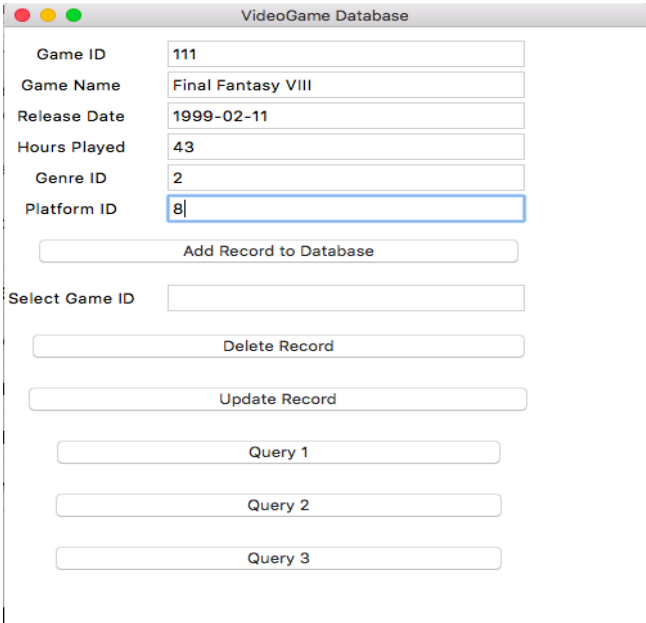 VideoGame Database
Game ID 111
Game Name Final Fantasy VIII
Release Date 1999-02-11
Hours Played 43
Genre ID 2
Platform ID 8
Add Record to Database
Select Game ID
Delete Record
Update Record
Query 1
Query 2
Query 3